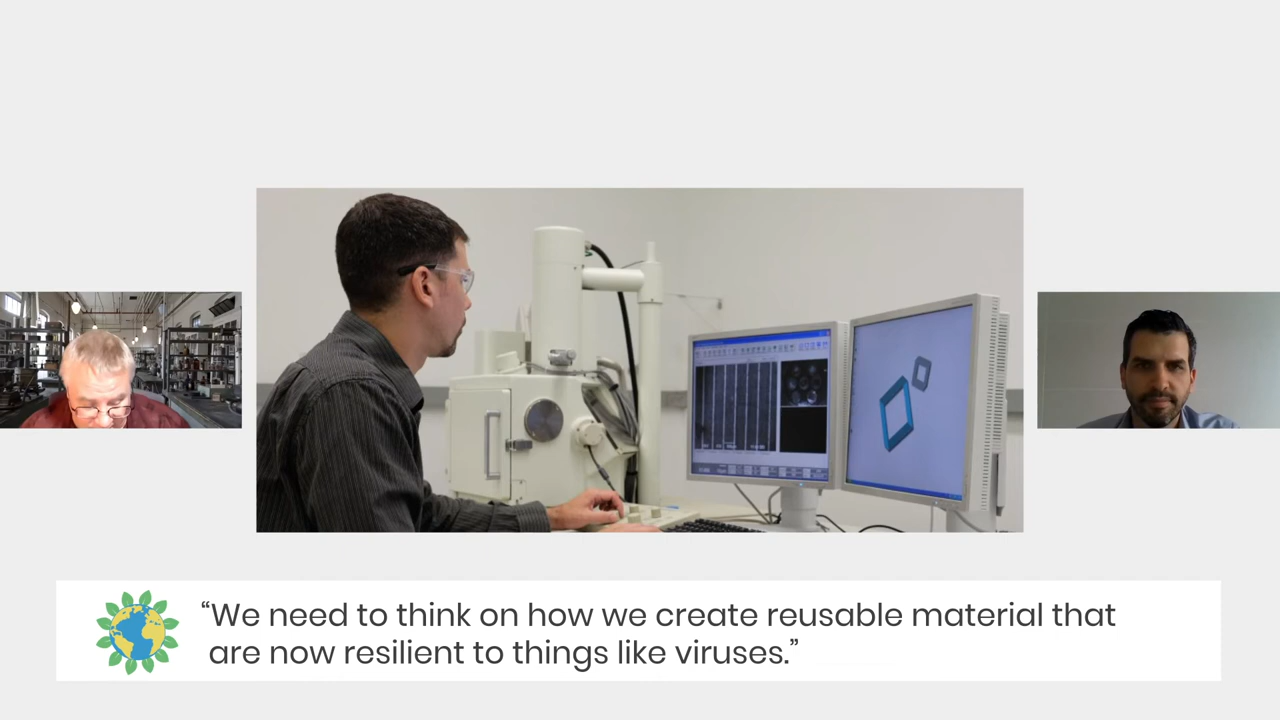 “We need to think on how we create reusable material that
are now resilient to things like viruses.”